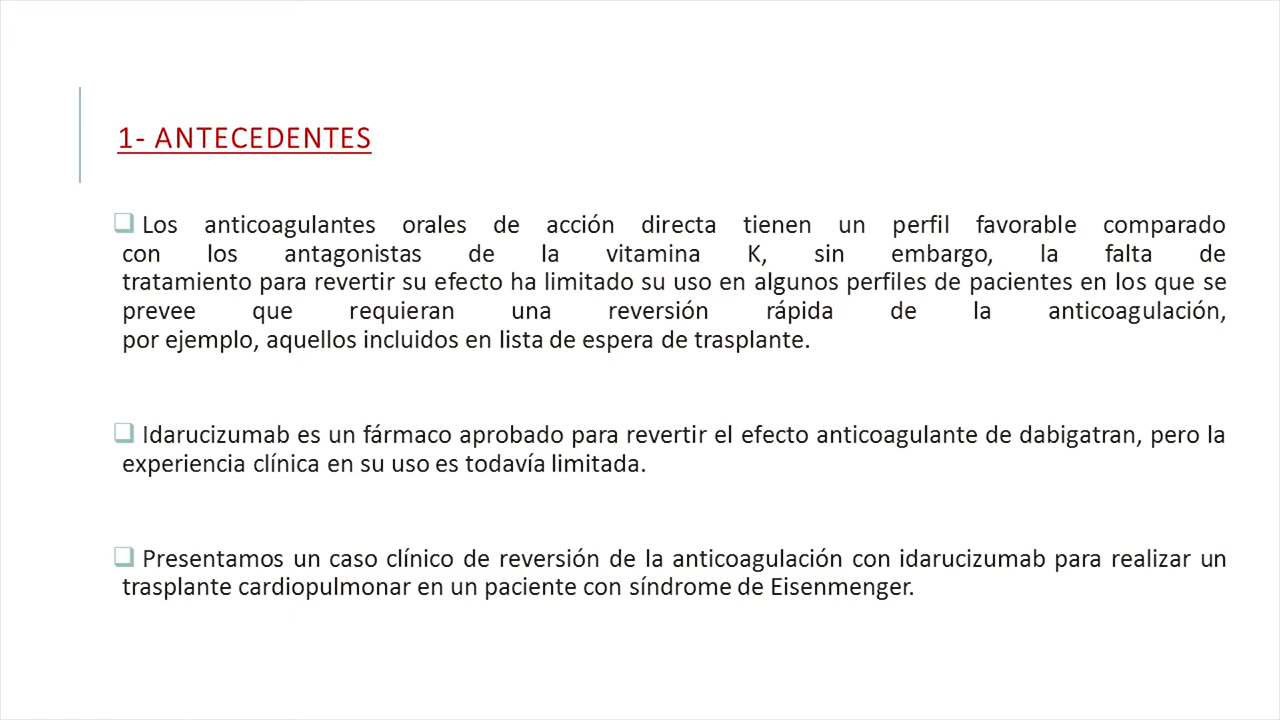 1- ANTECEDENTES
Los anticoagulantes orales de acción directa tienen un perfil favorable comparado
con los antagonistas de la vitamina K, sin embargo, la falta de
tratamiento para revertir su efecto ha limitado su uso en algunos perfiles de pacientes en los que se
prevee que requieran una reversión rápida de la anticoagulación,
por ejemplo, aquellos incluidos en lista de espera de trasplante.
Idarucizumab es un fármaco aprobado para revertir el efecto anticoagulante de dabigatran, pero la
experiencia clínica en su uso es todavía limitada.
Presentamos un caso clínico de reversión de la anticoagulación con idarucizumab para realizar un
trasplante cardiopulmonar en un paciente con síndrome de Eisenmenger.